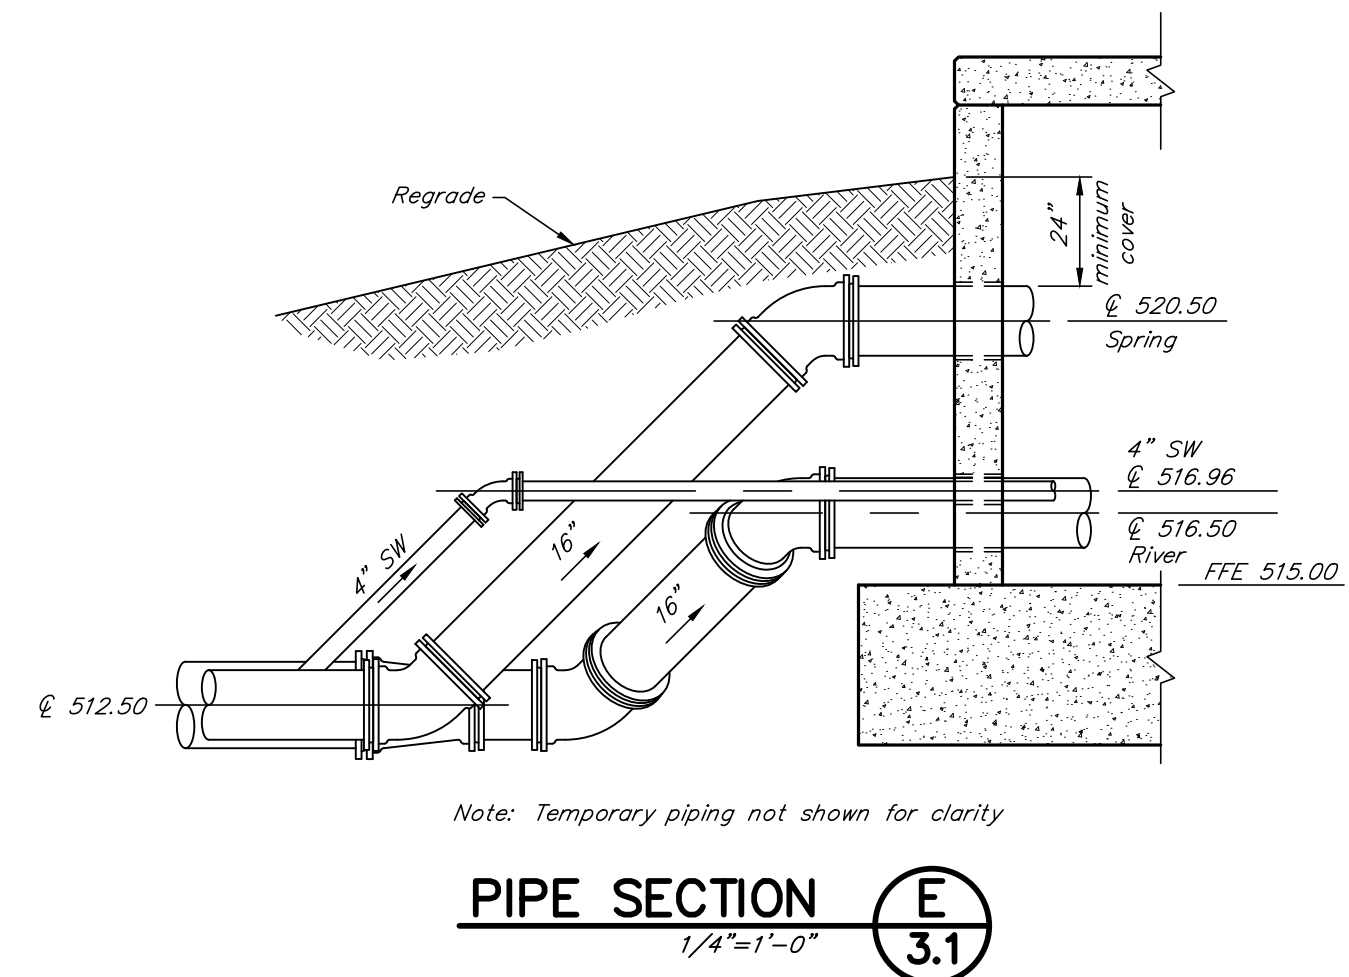 Regrade
24”
minimum
cover
℄ 520.50
Spring
4” SW
℄ 516.96
℄ 516.50
River
FFE 515.00
4” SW
16”
16”
℄ 512.50
Note: Temporary piping not shown for clarity
PIPE SECTION
E
1/4”=1’-0”
3.1